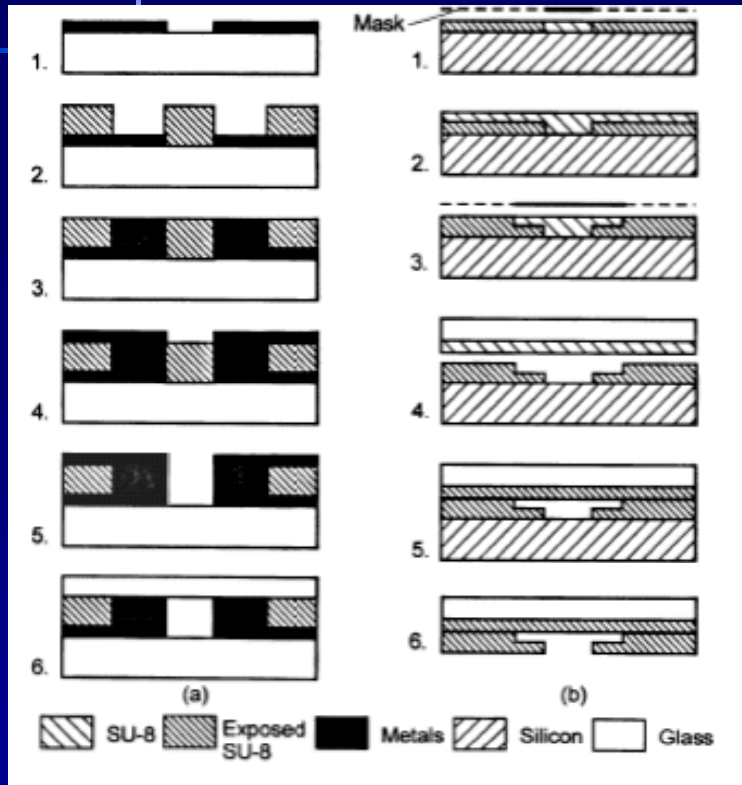 Mask
1.
2.
3.
4.
5.
6.
(a)
1.
2.
3.
4.
5.
6.
(b)
SU-8
Exposed
SU-8
Metals
Silicon
Glass